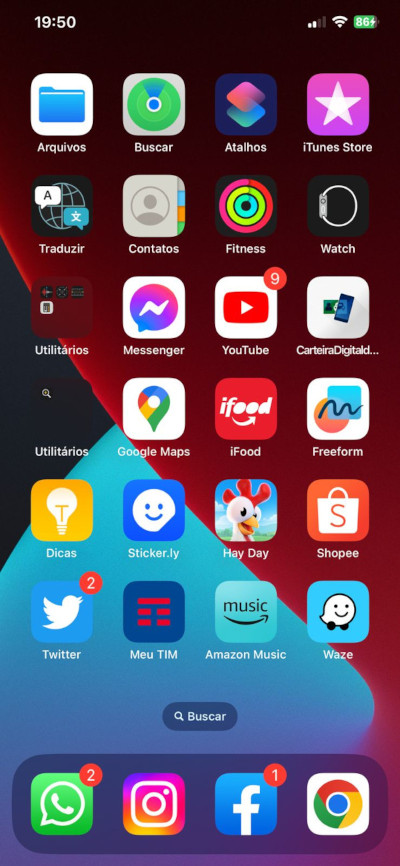 19:50
86
Arquivos
Buscar
Atalhos
iTunes Store
A
文
Traduzir
Contatos
Fitness
Watch
9
Utilitários
Messenger
YouTube
CarteiraDigitald...
ifood
Utilitários
Google Maps
iFood
Freeform
S
Dicas
Sticker.ly
Hay Day
Shopee
2
music
Twitter
Meu TIM
Amazon Music
Waze
Buscar
2
1